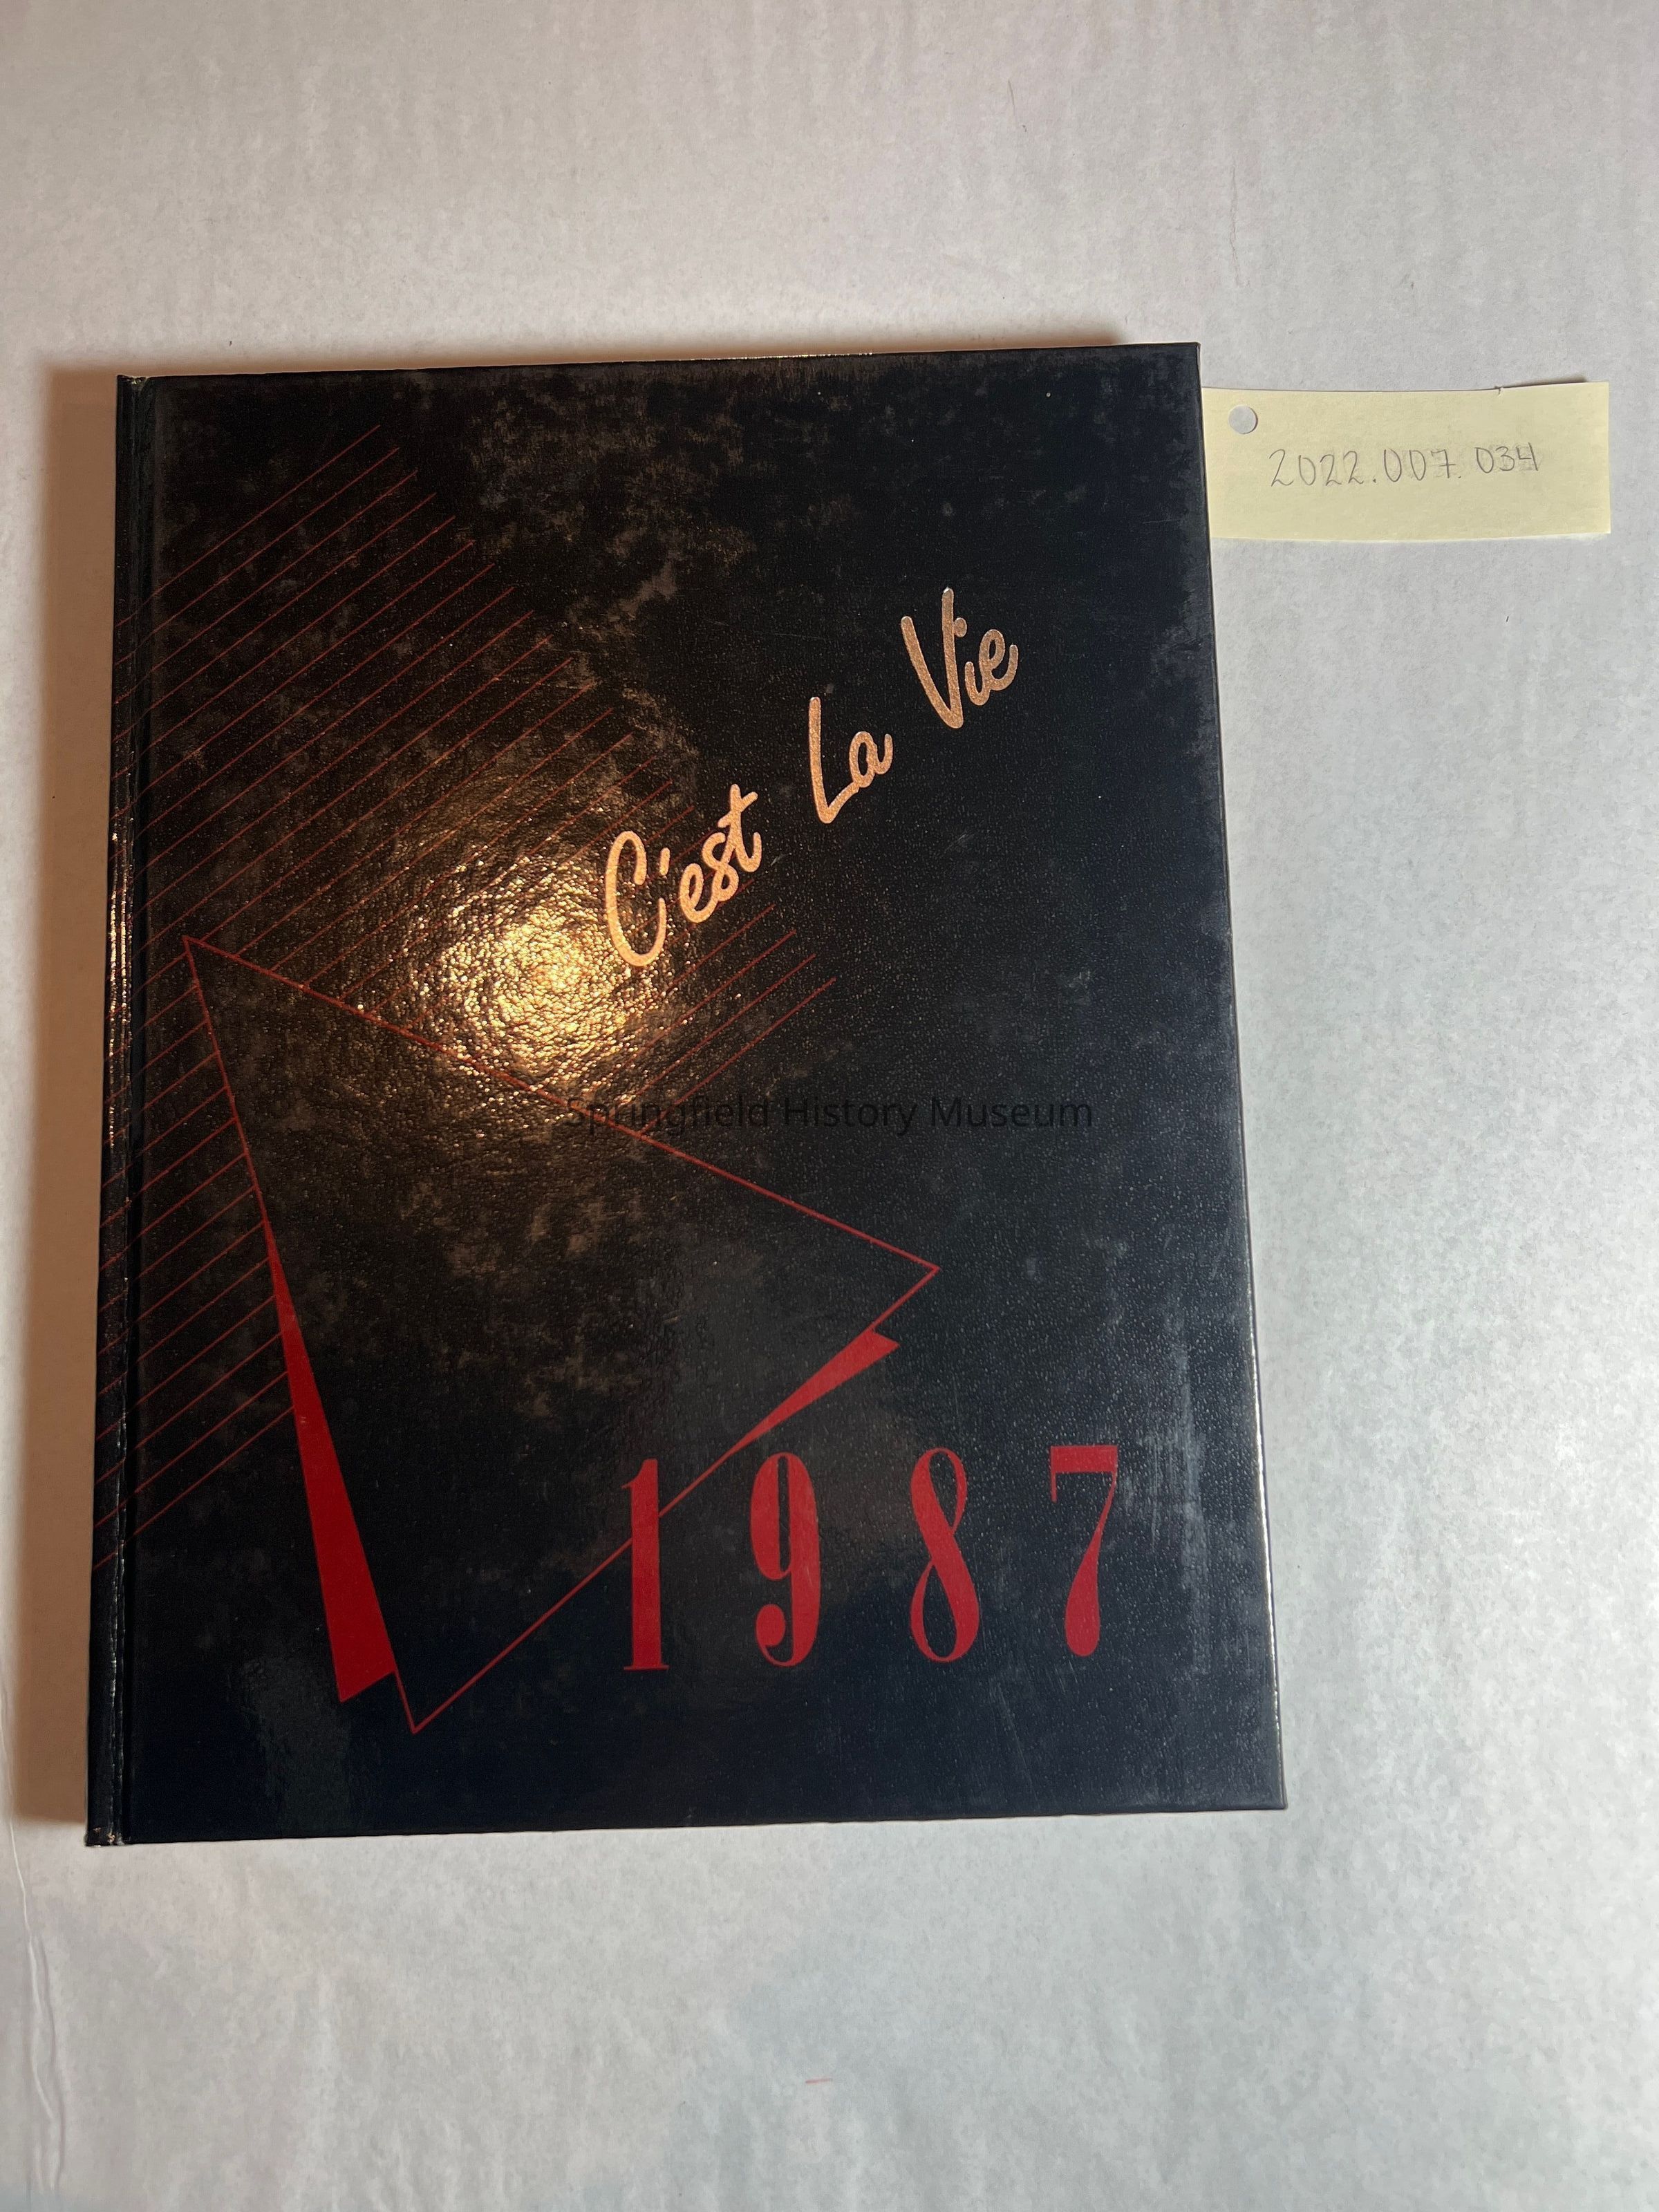 2022.007.034
C'est La Vie
Springfield History Museum
1987